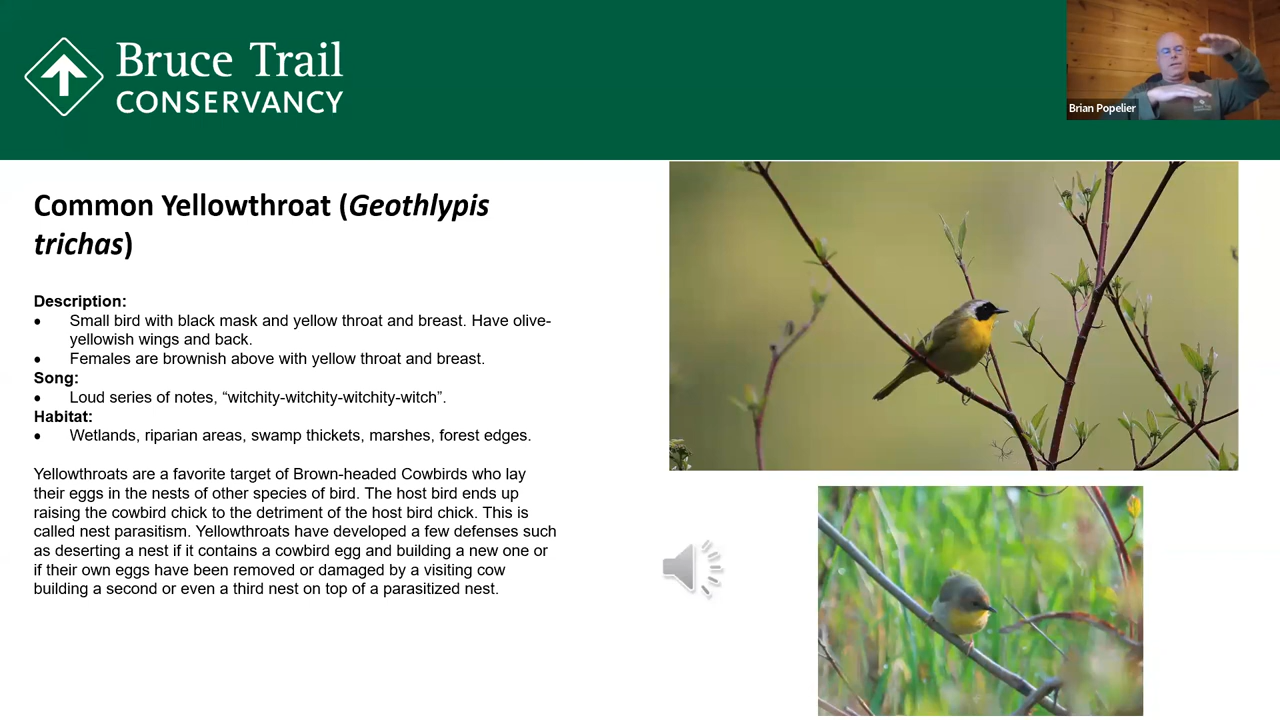 Bruce Trail
CONSERVANCY
Brian Popelier
Common Yellowthroat (Geothlypis
trichas)
Description:
• Small bird with black mask and yellow throat and breast. Have olive-
yellowish wings and back.
• Females are brownish above with yellow throat and breast.
Song:
• Loud series of notes, “witchity-witchity-witchity-witch”.
Habitat:
• Wetlands, riparian areas, swamp thickets, marshes, forest edges.
Yellowthroats are a favorite target of Brown-headed Cowbirds who lay
their eggs in the nests of other species of bird. The host bird ends up
raising the cowbird chick to the detriment of the host bird chick. This is
called nest parasitism. Yellowthroats have developed a few defenses such
as deserting a nest if it contains a cowbird egg and building a new one or
if their own eggs have been removed or damaged by a visiting cow
building a second or even a third nest on top of a parasitized nest.